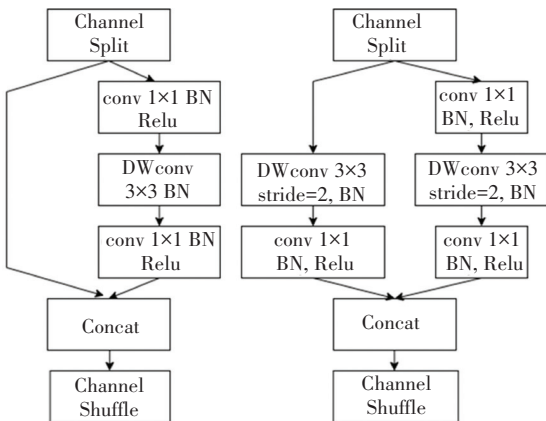 Channel
Split
conv 1×1 BN
Relu
DWconv
3×3 BN
conv 1×1 BN
Relu
Concat
Channel
Shuffle
Channel
Split
DWconv 3×3
stride=2, BN
conv 1×1
BN, Relu
conv 1×1
BN, Relu
DWconv 3×3
stride=2, BN
conv 1×1
BN, Relu
Concat
Channel
Shuffle